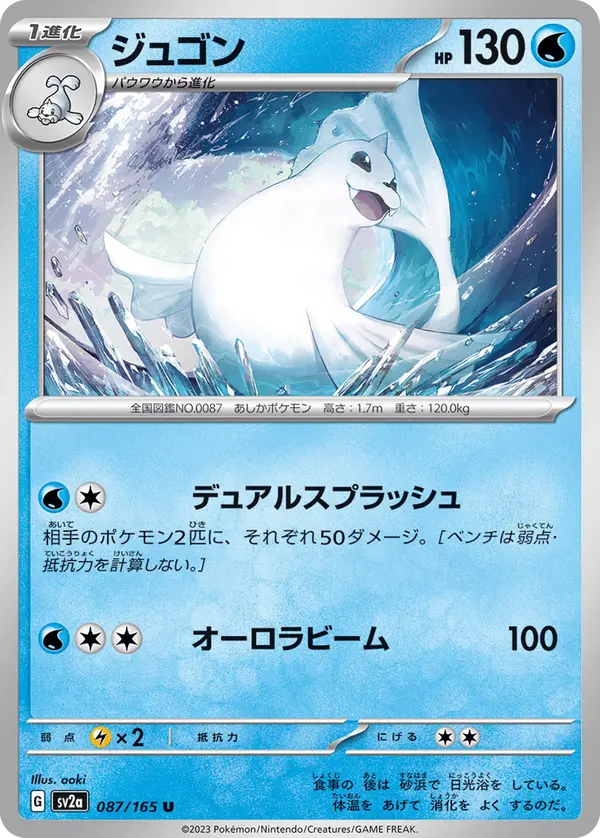 1進化
ジュゴン
HP 130
パウワウから進化
全国図鑑NO.0087 あしかポケモン 高さ:1.7m 重さ:120.0kg
デュアルスプラッシュ
相手のポケモン2匹に、それぞれ50ダメージ。[ベンチは弱点・
抵抗力を計算しない。]
オーロラビーム 100
弱点 ×2 抵抗力 にげる
Illus. aoki
G sv2a 087/165 U
食事の 後は 砂浜で 日光浴を している。
体温を あげて 消化を よく するのだ。
©2023 Pokémon/Nintendo/Creatures/GAME FREAK.